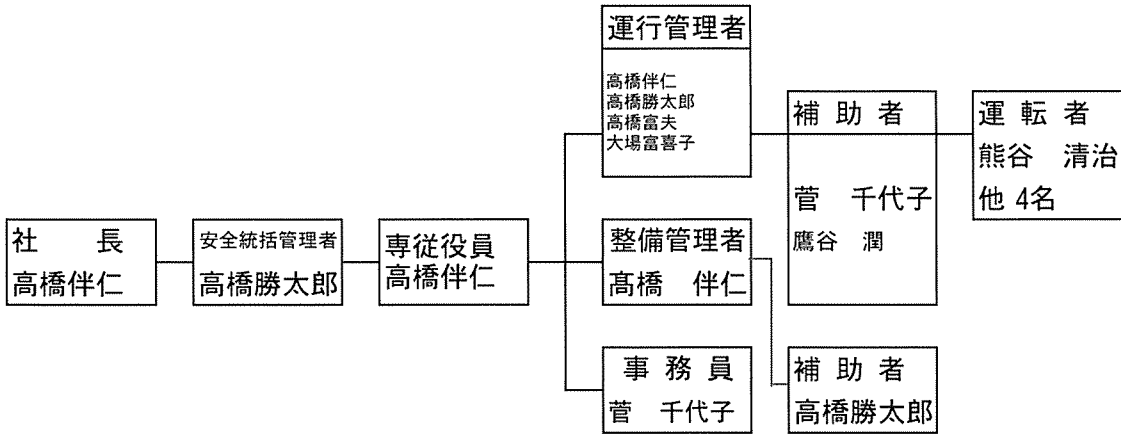 社　　長
高橋伴仁
安全統括管理者
高橋勝太郎
専従役員
高橋伴仁
運行管理者
高橋伴仁
高橋勝太郎
高橋富夫
大場富喜子
整備管理者
髙橋　伴仁
事 務 員
菅　千代子
補 助 者
菅　千代子
鷹谷　潤
補 助 者
高橋勝太郎
運 転 者
熊谷　清治
他 4名